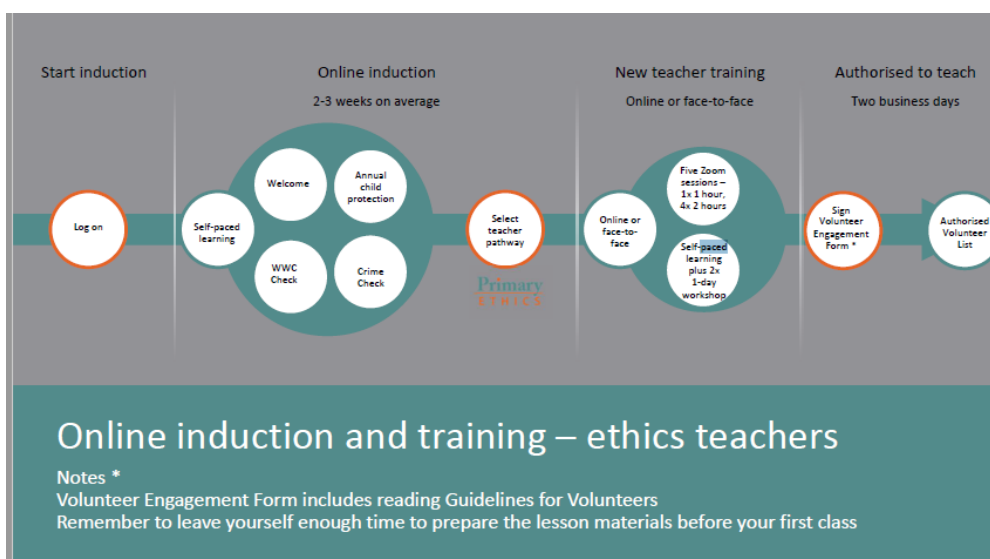 Start induction
Online induction
2-3 weeks on average
New teacher training
Online or face-to-face
Authorised to teach
Two business days
Log on
Self-paced
learning
Welcome
Annual
child
protection
WWC
Check
Crime
Check
Select
teacher
pathway
Primary
ETHICS
Online or
face-to-
face
Five Zoom
sessions –
1x 1 hour,
4x 2 hours
Self-paced
learning
plus 2x
1-day
workshop
Sign
Volunteer
Engagement
Form *
Authorised
Volunteer
List
Online induction and training – ethics teachers
Notes *
Volunteer Engagement Form includes reading Guidelines for Volunteers
Remember to leave yourself enough time to prepare the lesson materials before your first class